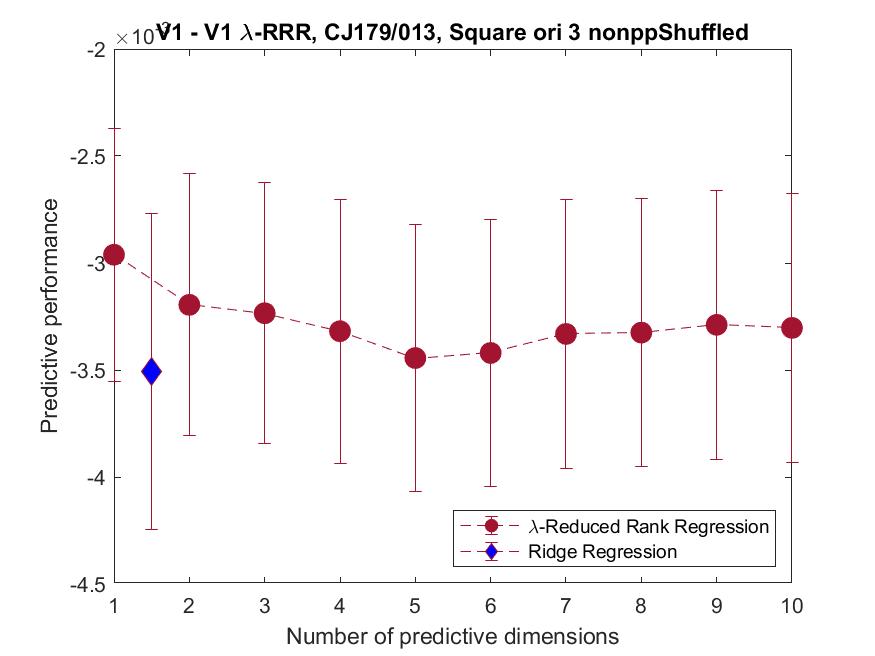 ×10⁻³
V1 - V1 λ-RRR, CJ179/013, Square ori 3 nonppShuffled
-2
-2.5
-3
-3.5
-4
-4.5
Predictive performance
λ-Reduced Rank Regression
Ridge Regression
1 2 3 4 5 6 7 8 9 10
Number of predictive dimensions